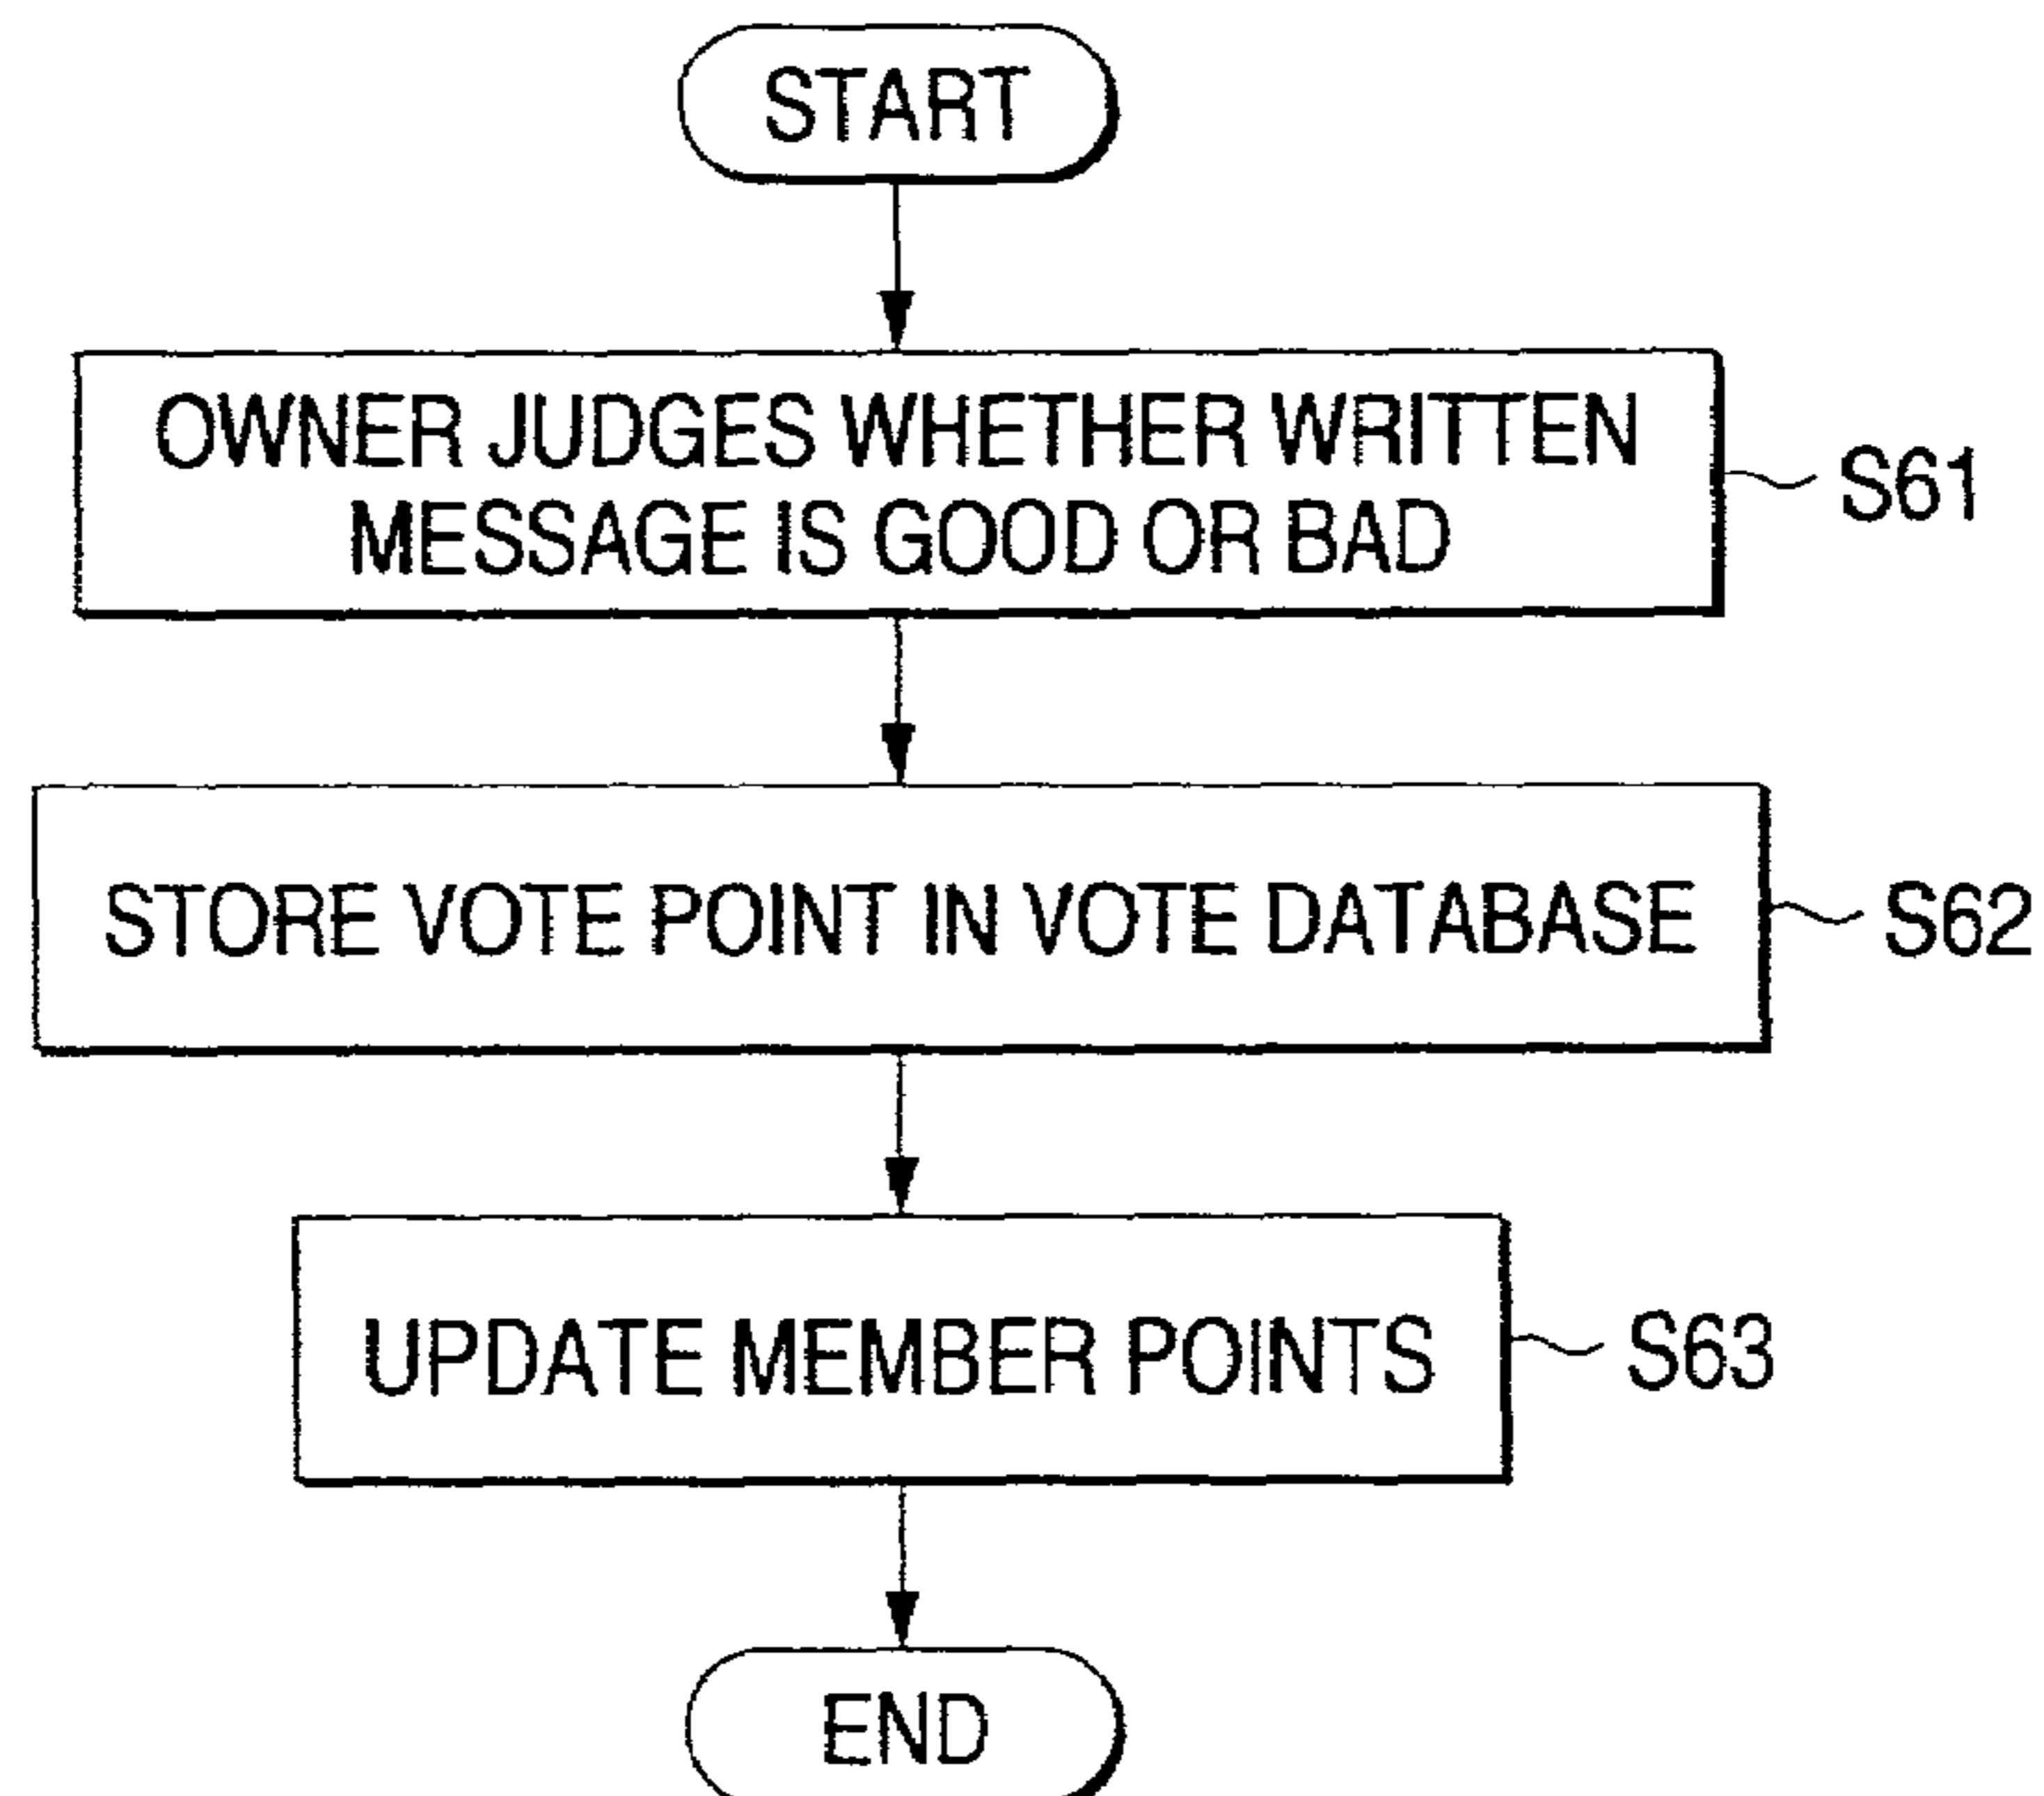 START
OWNER JUDGES WHETHER WRITTEN
MESSAGE IS GOOD OR BAD
S61
STORE VOTE POINT IN VOTE DATABASE
S62
UPDATE MEMBER POINTS
S63
END